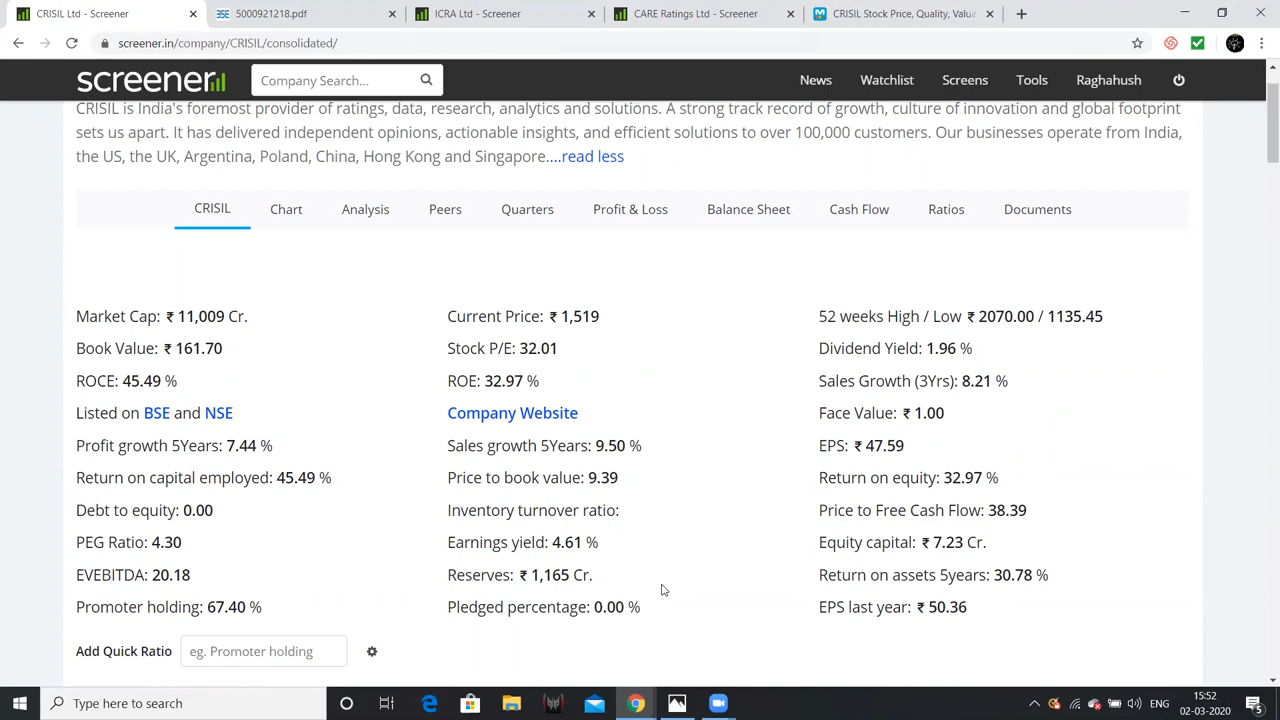 CRISIL Ltd - Screener
5000921218.pdf
ICRA Ltd - Screener
CARE Ratings Ltd - Screener
CRISIL Stock Price, Quality, Valua
screener.in/company/CRISIL/consolidated/
screener
Company Search...
News
Watchlist
Screens
Tools
Raghahush
CRISIL is India's foremost provider of ratings, data, research, analytics and solutions. A strong track record of growth, culture of innovation and global footprint
sets us apart. It has delivered independent opinions, actionable insights, and efficient solutions to over 100,000 customers. Our businesses operate from India,
the US, the UK, Argentina, Poland, China, Hong Kong and Singapore....read less
CRISIL
Chart
Analysis
Peers
Quarters
Profit & Loss
Balance Sheet
Cash Flow
Ratios
Documents
Market Cap: ₹ 11,009 Cr.
Current Price: ₹ 1,519
52 weeks High / Low ₹ 2070.00 / 1135.45
Book Value: ₹ 161.70
Stock P/E: 32.01
Dividend Yield: 1.96 %
ROCE: 45.49 %
ROE: 32.97 %
Sales Growth (3Yrs): 8.21 %
Listed on BSE and NSE
Company Website
Face Value: ₹ 1.00
Profit growth 5Years: 7.44 %
Sales growth 5Years: 9.50 %
EPS: ₹ 47.59
Return on capital employed: 45.49 %
Price to book value: 9.39
Return on equity: 32.97 %
Debt to equity: 0.00
Inventory turnover ratio:
Price to Free Cash Flow: 38.39
PEG Ratio: 4.30
Earnings yield: 4.61 %
Equity capital: ₹ 7.23 Cr.
EVEBITDA: 20.18
Reserves: ₹ 1,165 Cr.
Return on assets 5years: 30.78 %
Promoter holding: 67.40 %
Pledged percentage: 0.00 %
EPS last year: ₹ 50.36
Add Quick Ratio
eg. Promoter holding
Type here to search
ENG
15:52
02-03-2020